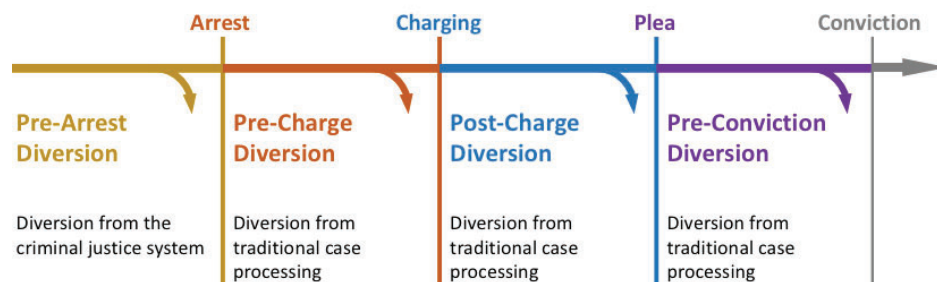 Arrest
Charging
Plea
Conviction
Pre-Arrest
Diversion
Pre-Charge
Diversion
Post-Charge
Diversion
Pre-Conviction
Diversion
Diversion from the
criminal justice system
Diversion from
traditional case
processing
Diversion from
traditional case
processing
Diversion from
traditional case
processing